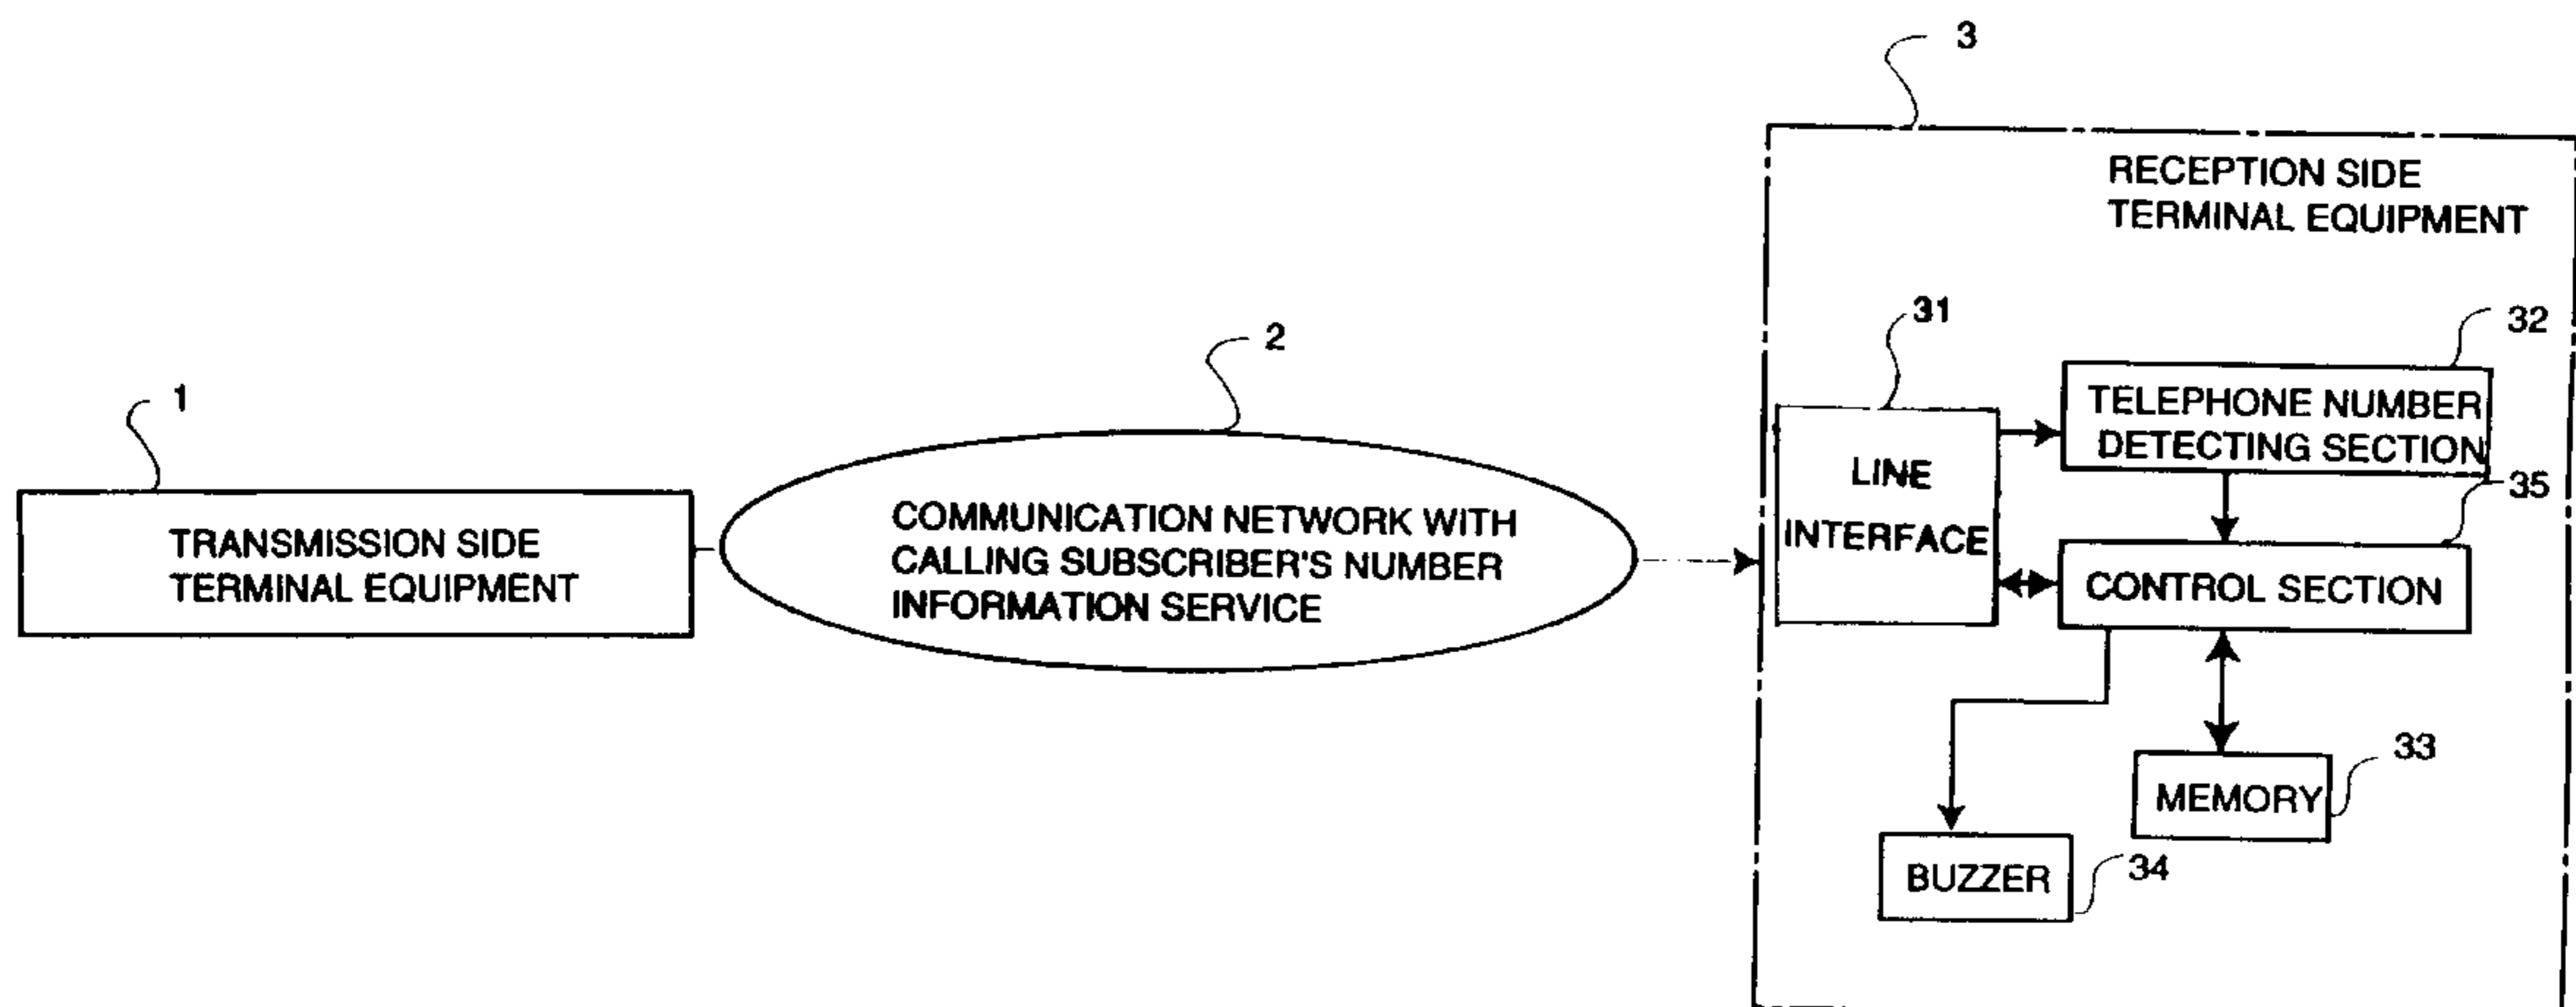 3
RECEPTION SIDE
TERMINAL EQUIPMENT
31
32
2
TELEPHONE NUMBER
DETECTING SECTION
1
LINE
INTERFACE
35
COMMUNICATION NETWORK WITH
CALLING SUBSCRIBER'S NUMBER
INFORMATION SERVICE
TRANSMISSION SIDE
TERMINAL EQUIPMENT
CONTROL SECTION
33
MEMORY
34
BUZZER